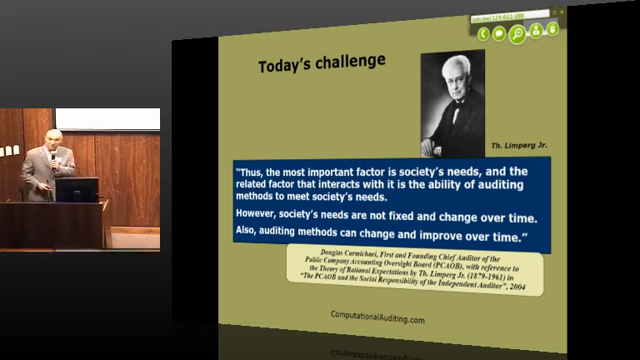 Today's challenge
Th. Limperg Jr.
"Thus, the most important factor is society's needs, and the
related factor that interacts with it is the ability of auditing
methods to meet society's needs.
However, society's needs are not fixed and change over time.
Also, auditing methods can change and improve over time."
Douglas Carmichael, First and Founding Chief Auditor of the
Public Company Accounting Oversight Board (PCAOB), with reference to
the Theory of Rational Expectations by Th. Limperg Jr. (1879-1961) in
"The PCAOB and the Social Responsibility of the Independent Auditor", 2004
ComputationalAuditing.com